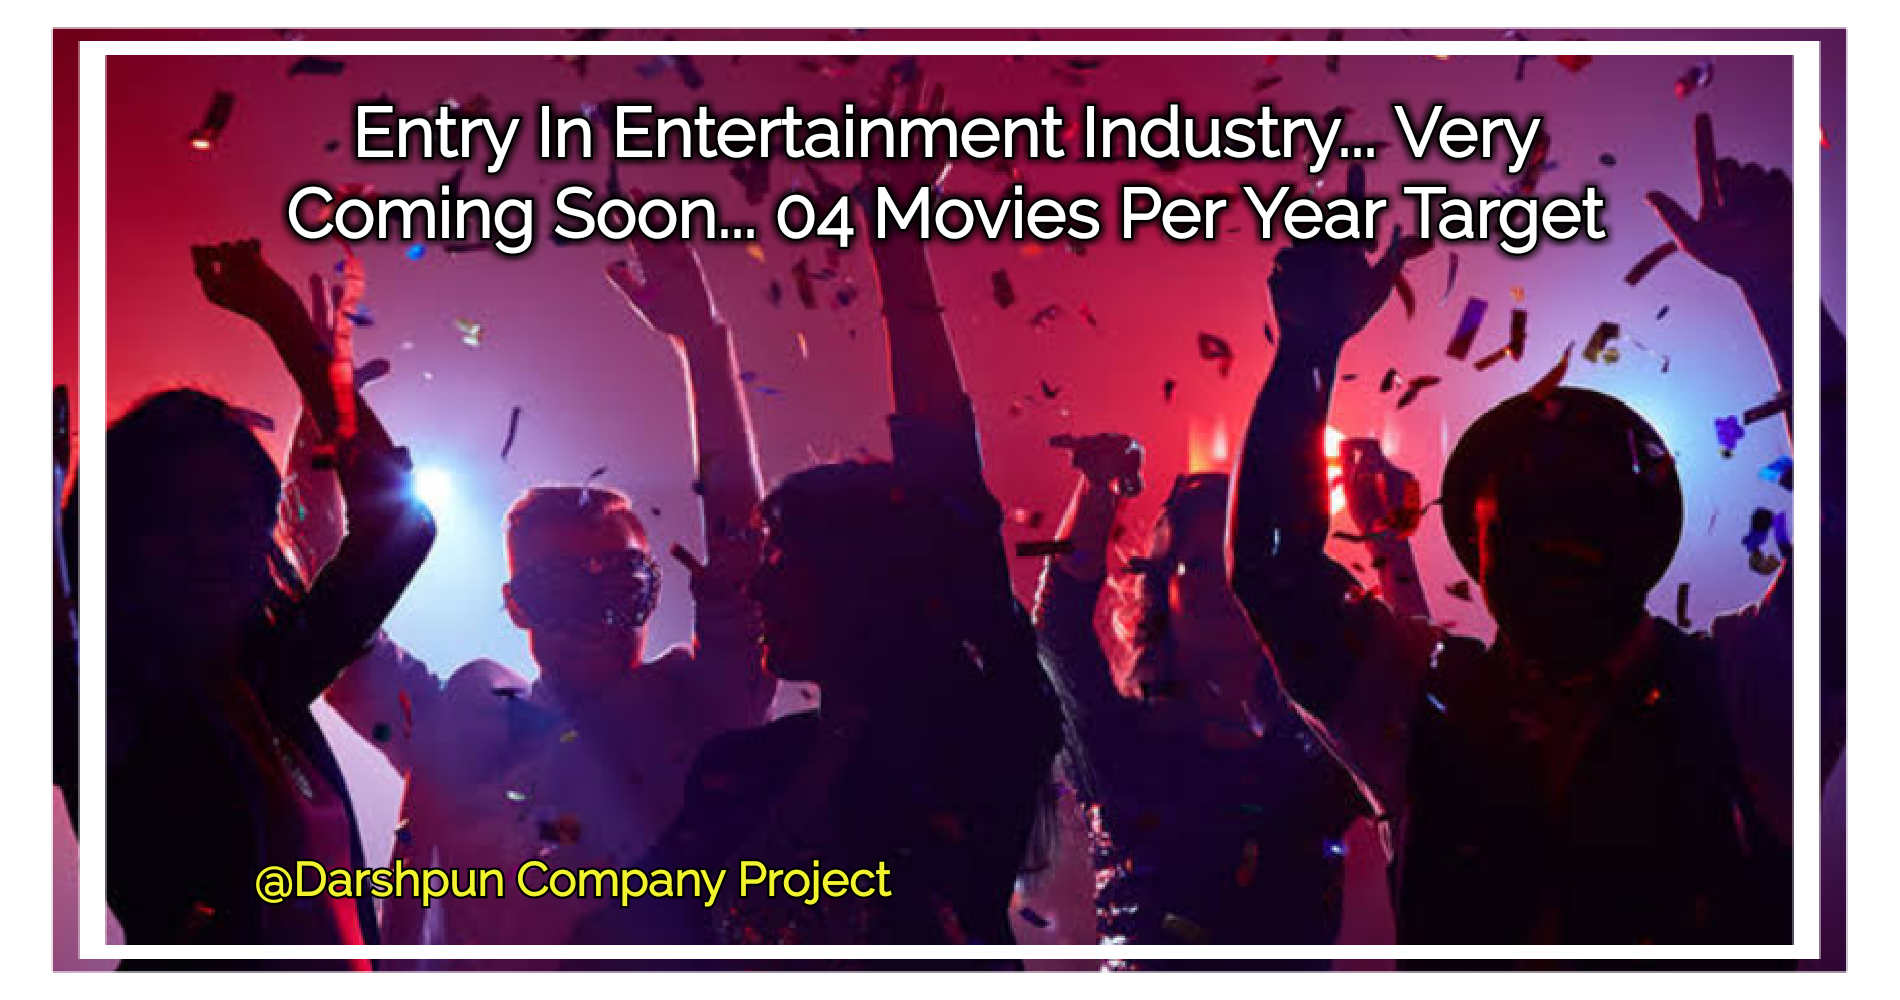 Entry In Entertainment Industry... Very
Coming Soon... 04 Movies Per Year Target
@Darshpun Company Project